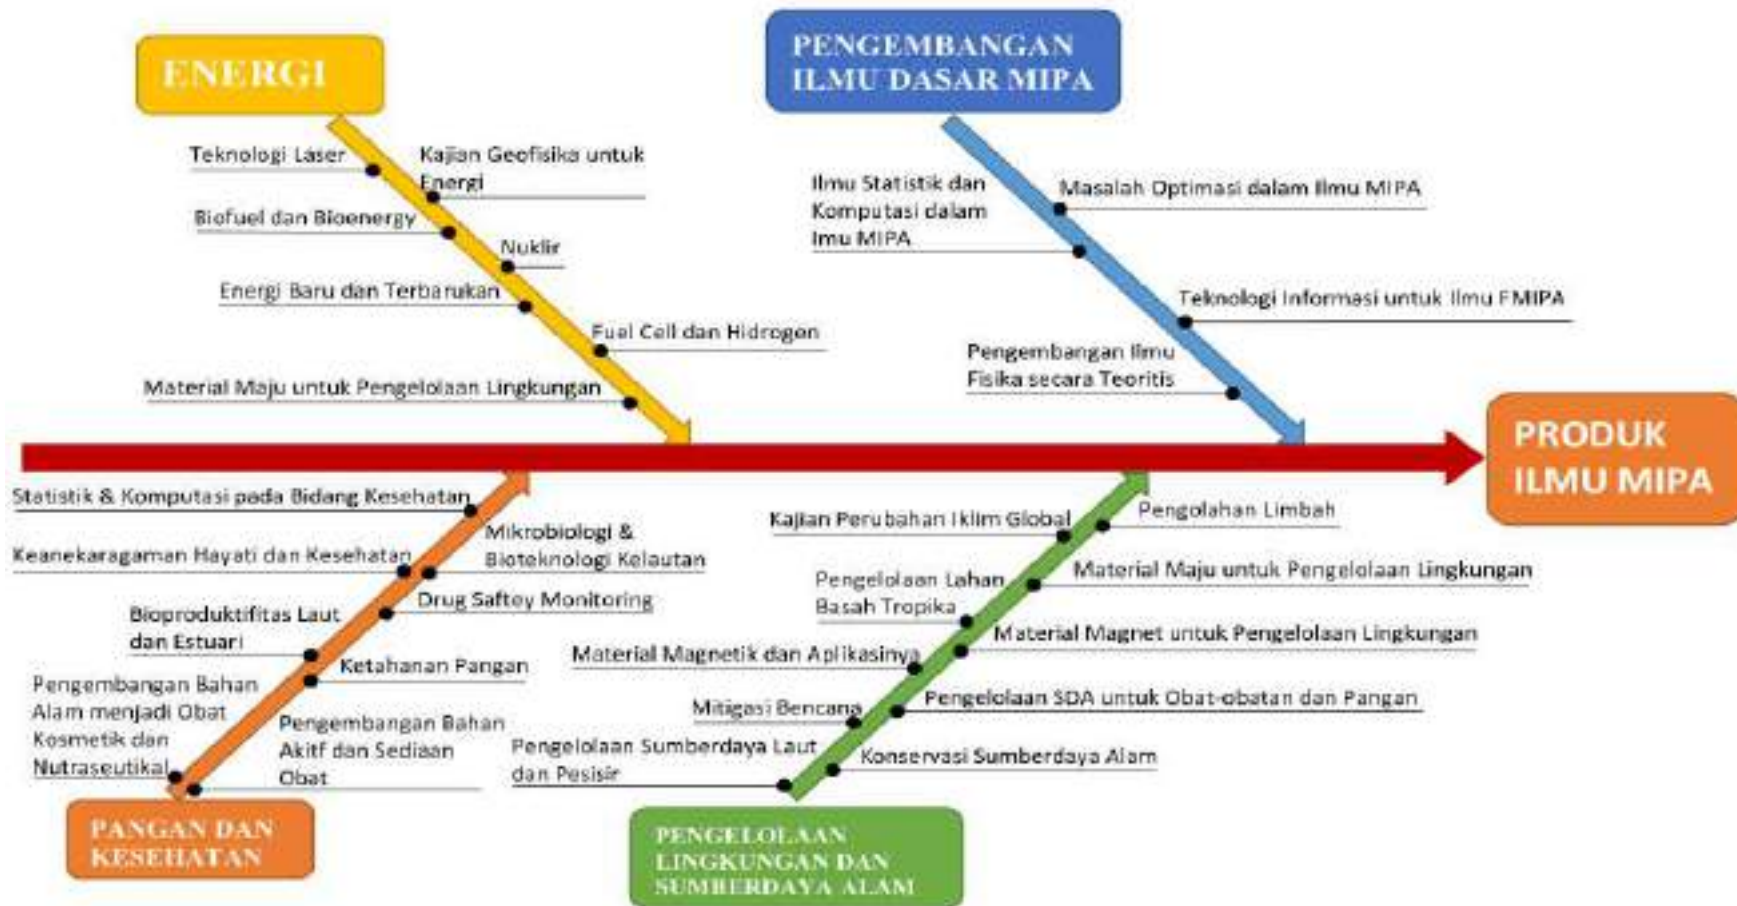 ENERGI
PENGEMBANGAN
ILMU DASAR MIPA
Teknologi Laser
Kajian Geofisika untuk
Energi
Biofuel dan Bioenergy
Nuklir
Energi Baru dan Terbarukan
Fuel Cell dan Hidrogen
Material Maju untuk Pengelolaan Lingkungan
Ilmu Statistik dan
Komputasi dalam
Imu MIPA
Masalah Optimasi dalam Ilmu MIPA
Teknologi Informasi untuk Ilmu FMIPA
Pengembangan Ilmu
Fisika secara Teoritis
PRODUK
ILMU MIPA
Statistik & Komputasi pada Bidang Kesehatan
Mikrobiologi &
Bioteknologi Kelautan
Keanekaragaman Hayati dan Kesehatan
Drug Saftey Monitoring
Bioproduktifitas Laut
dan Estuari
Ketahanan Pangan
Pengembangan Bahan
Alam menjadi Obat
Kosmetik dan
Nutraseutikal
Pengembangan Bahan
Akitf dan Sediaan
Obat
PANGAN DAN
KESEHATAN
Kajian Perubahan Iklim Global
Pengolahan Limbah
Pengelolaan Lahan
Basah Tropika
Material Maju untuk Pengelolaan Lingkungan
Material Magnetik dan Aplikasinya
Material Magnet untuk Pengelolaan Lingkungan
Mitigasi Bencana
Pengelolaan SDA untuk Obat-obatan dan Pangan
Pengelolaan Sumberdaya Laut
dan Pesisir
Konservasi Sumberdaya Alam
PENGELOLAAN
LINGKUNGAN DAN
SUMBERDAYA ALAM